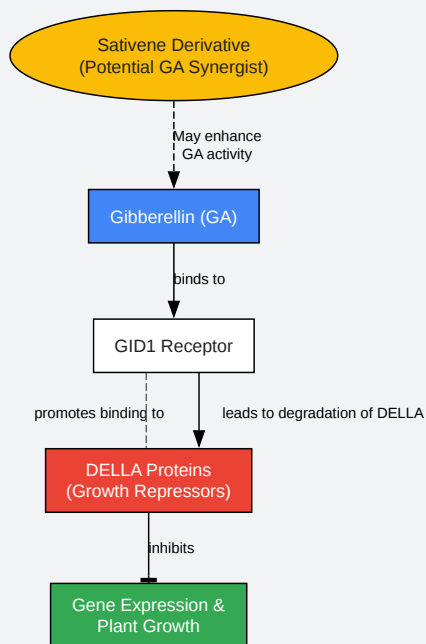 Sativene Derivative
(Potential GA Synergist)
May enhance
GA activity
Gibberellin (GA)
binds to
GID1 Receptor
promotes binding to
leads to degradation of DELLA
DELLA Proteins
(Growth Repressors)
inhibits
Gene Expression &
Plant Growth